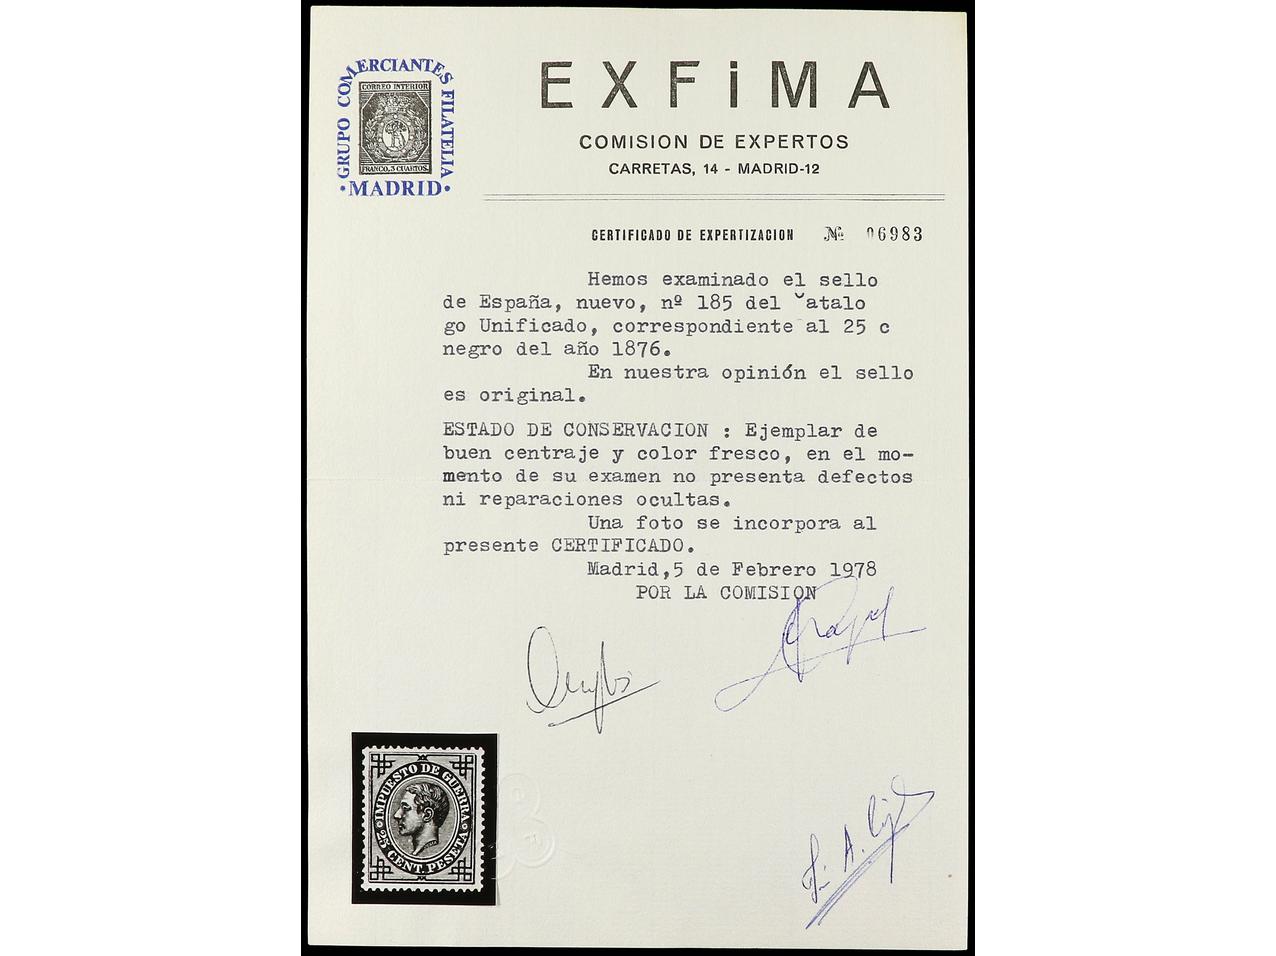 GRUPO COMERCIANTES FILATELIA
· MADRID ·
CORREO INTERIOR
FRANCO, 3 CUARTOS.
EXFiMA
COMISION DE EXPERTOS
CARRETAS, 14 - MADRID-12
CERTIFICADO DE EXPERTIZACION Nº 06983
Hemos examinado el sello
de España, nuevo, nº 185 del Catalo
go Unificado, correspondiente al 25 c
negro del año 1876.
En nuestra opinión el sello
es original.
ESTADO DE CONSERVACION : Ejemplar de
buen centraje y color fresco, en el mo-
mento de su examen no presenta defectos
ni reparaciones ocultas.
Una foto se incorpora al
presente CERTIFICADO.
Madrid,5 de Febrero 1978
POR LA COMISION
IMPUESTO DE GUERRA
25 CENT. PESETA